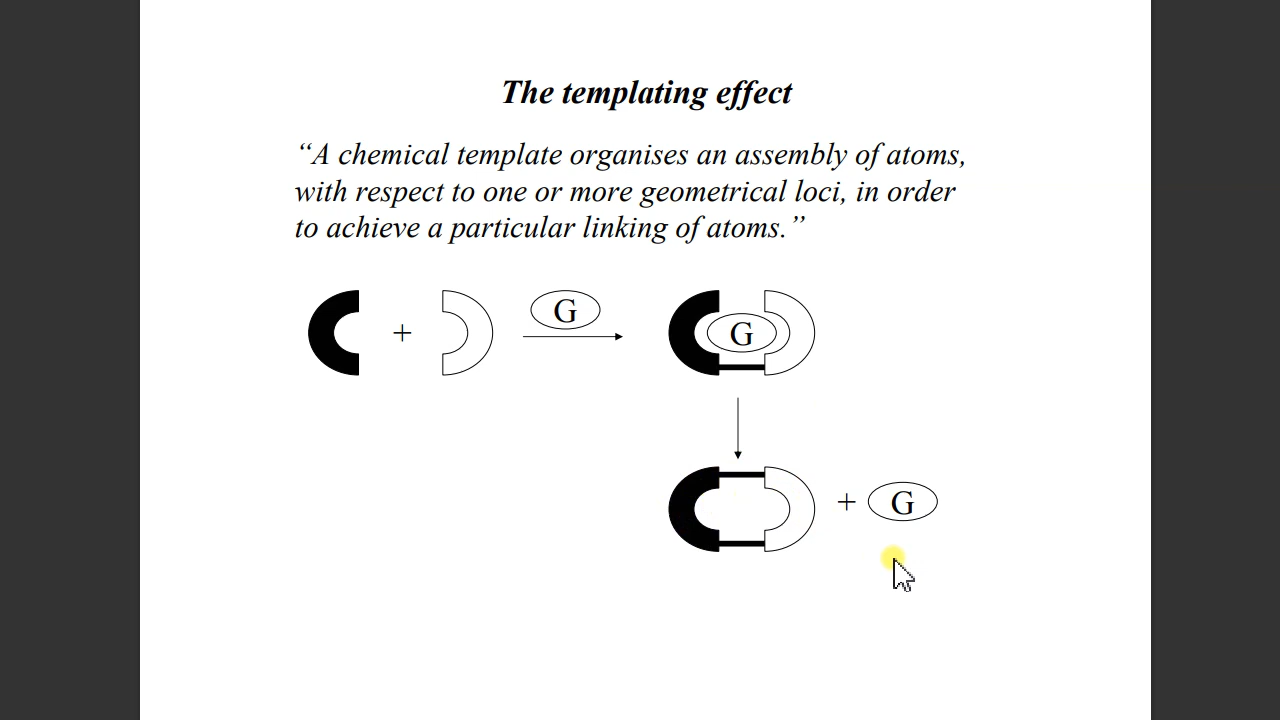 The templating effect
“A chemical template organises an assembly of atoms,
with respect to one or more geometrical loci, in order
to achieve a particular linking of atoms.”
G
+
G
+ G